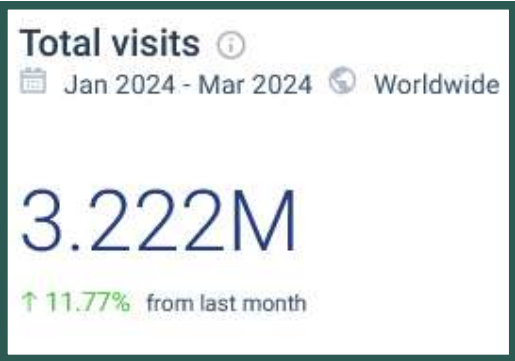 Total visits
Jan 2024 - Mar 2024 Worldwide
3.222M
↑ 11.77% from last month